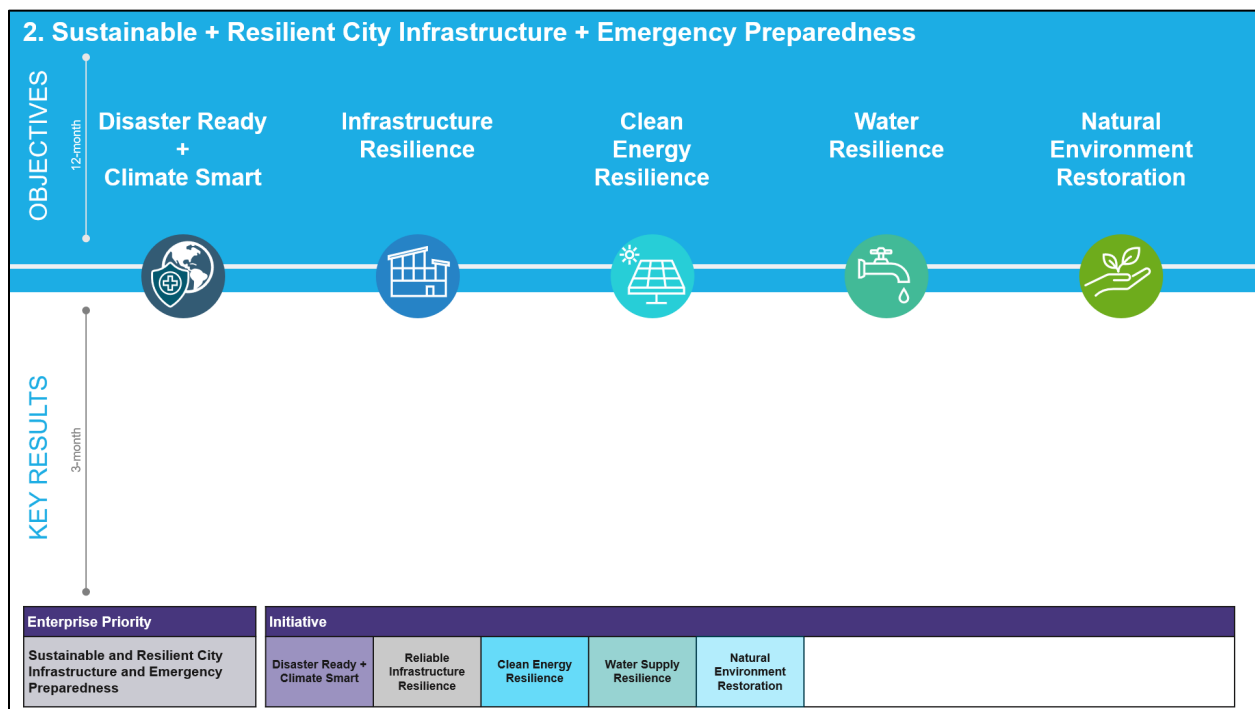 2. Sustainable + Resilient City Infrastructure + Emergency Preparedness
OBJECTIVES
12-month
Disaster Ready
+
Climate Smart
Infrastructure
Resilience
Clean
Energy
Resilience
Water
Resilience
Natural
Environment
Restoration
KEY RESULTS
3-month
Enterprise Priority
Sustainable and Resilient City
Infrastructure and Emergency
Preparedness
Initiative
Disaster Ready +
Climate Smart
Reliable
Infrastructure
Resilience
Clean Energy
Resilience
Water Supply
Resilience
Natural
Environment
Restoration